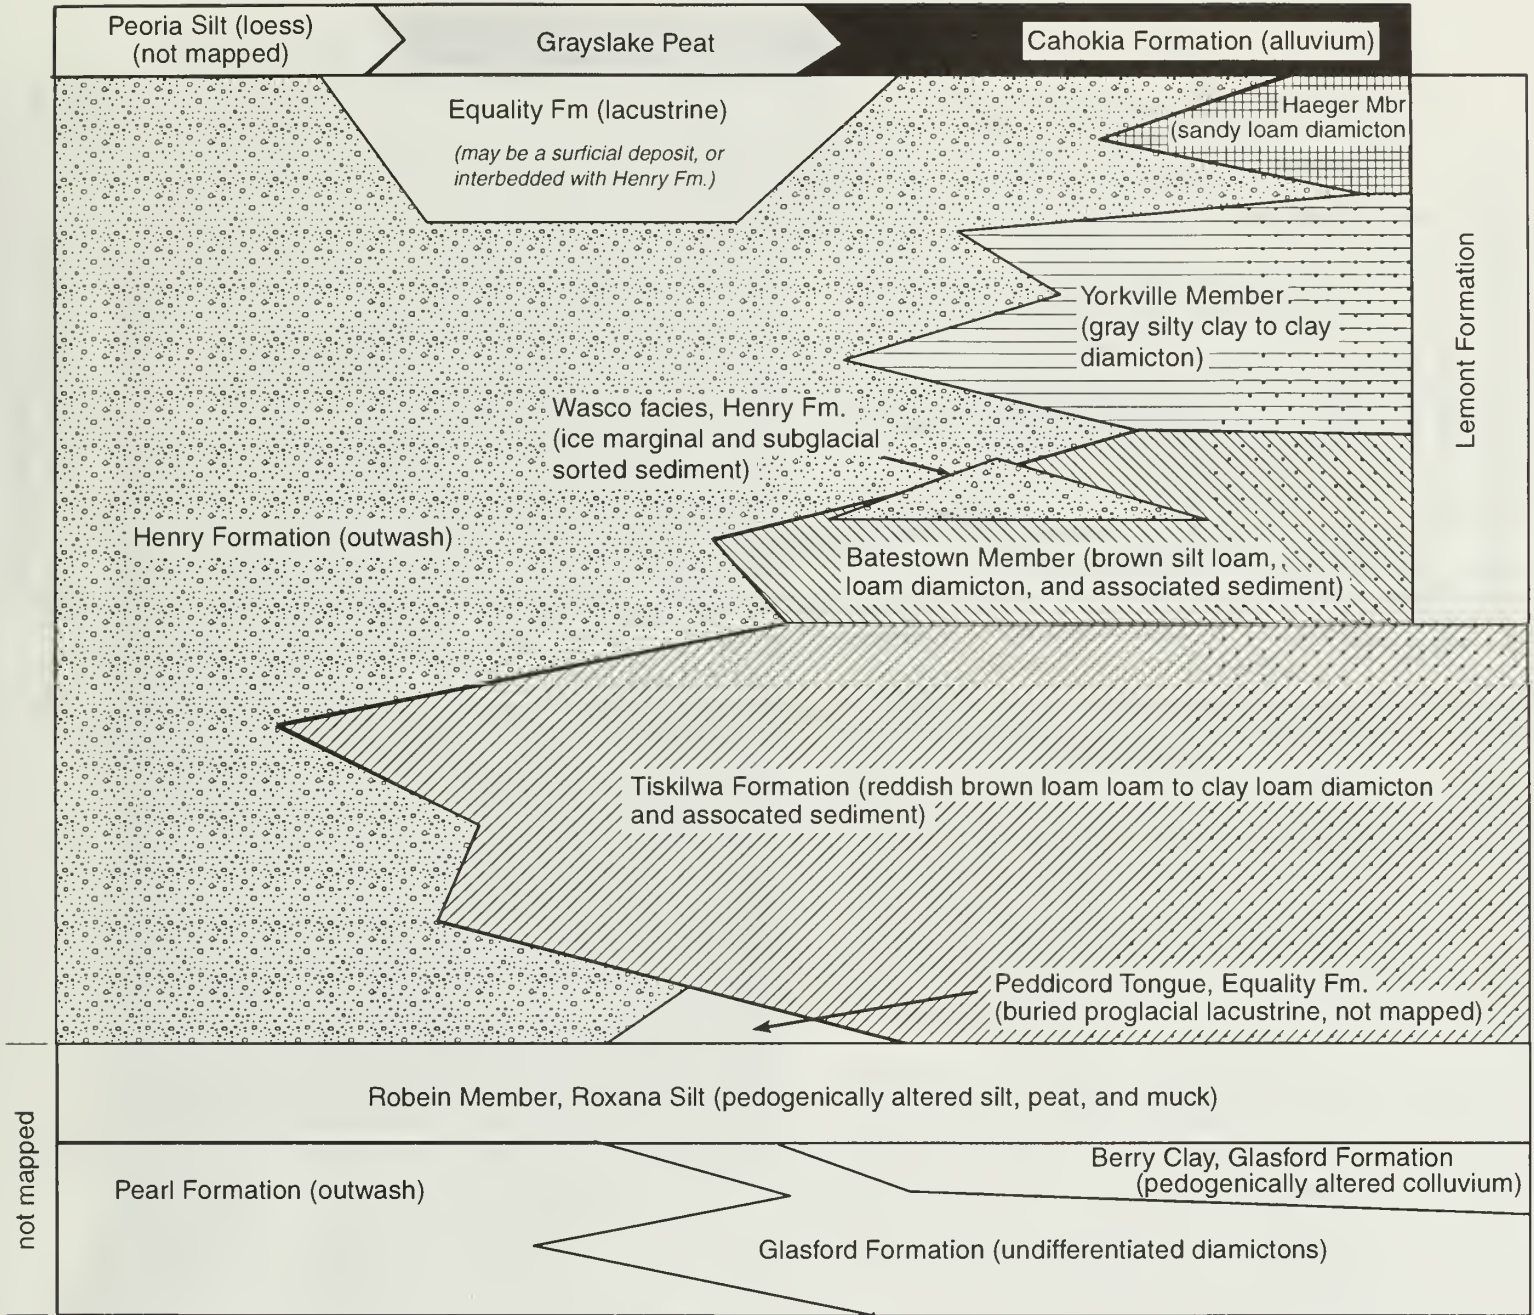 Peoria Silt (loess)
(not mapped)
Grayslake Peat
Cahokia Formation (alluvium)
Equality Fm (lacustrine)
(may be a surficial deposit, or
interbedded with Henry Fm.)
Haeger Mbr
(sandy loam diamicton
Yorkville Member
(gray silty clay to clay
diamicton)
Lemont Formation
Wasco facies, Henry Fm.
(ice marginal and subglacial
sorted sediment)
Henry Formation (outwash)
Batestown Member (brown silt loam,
loam diamicton, and associated sediment)
Tiskilwa Formation (reddish brown loam loam to clay loam diamicton
and assocated sediment)
Peddicord Tongue, Equality Fm.
(buried proglacial lacustrine, not mapped)
not mapped
Robein Member, Roxana Silt (pedogenically altered silt, peat, and muck)
Berry Clay, Glasford Formation
(pedogenically altered colluvium)
Pearl Formation (outwash)
Glasford Formation (undifferentiated diamictons)